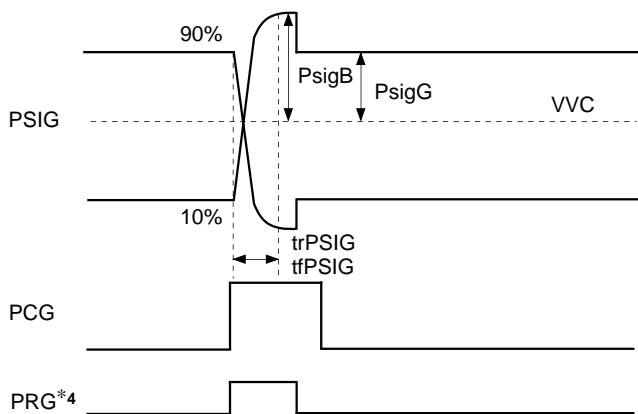 90%
PsigB
PsigG
VVC
PSIG
10%
trPSIG
tfPSIG
PCG
PRG*4